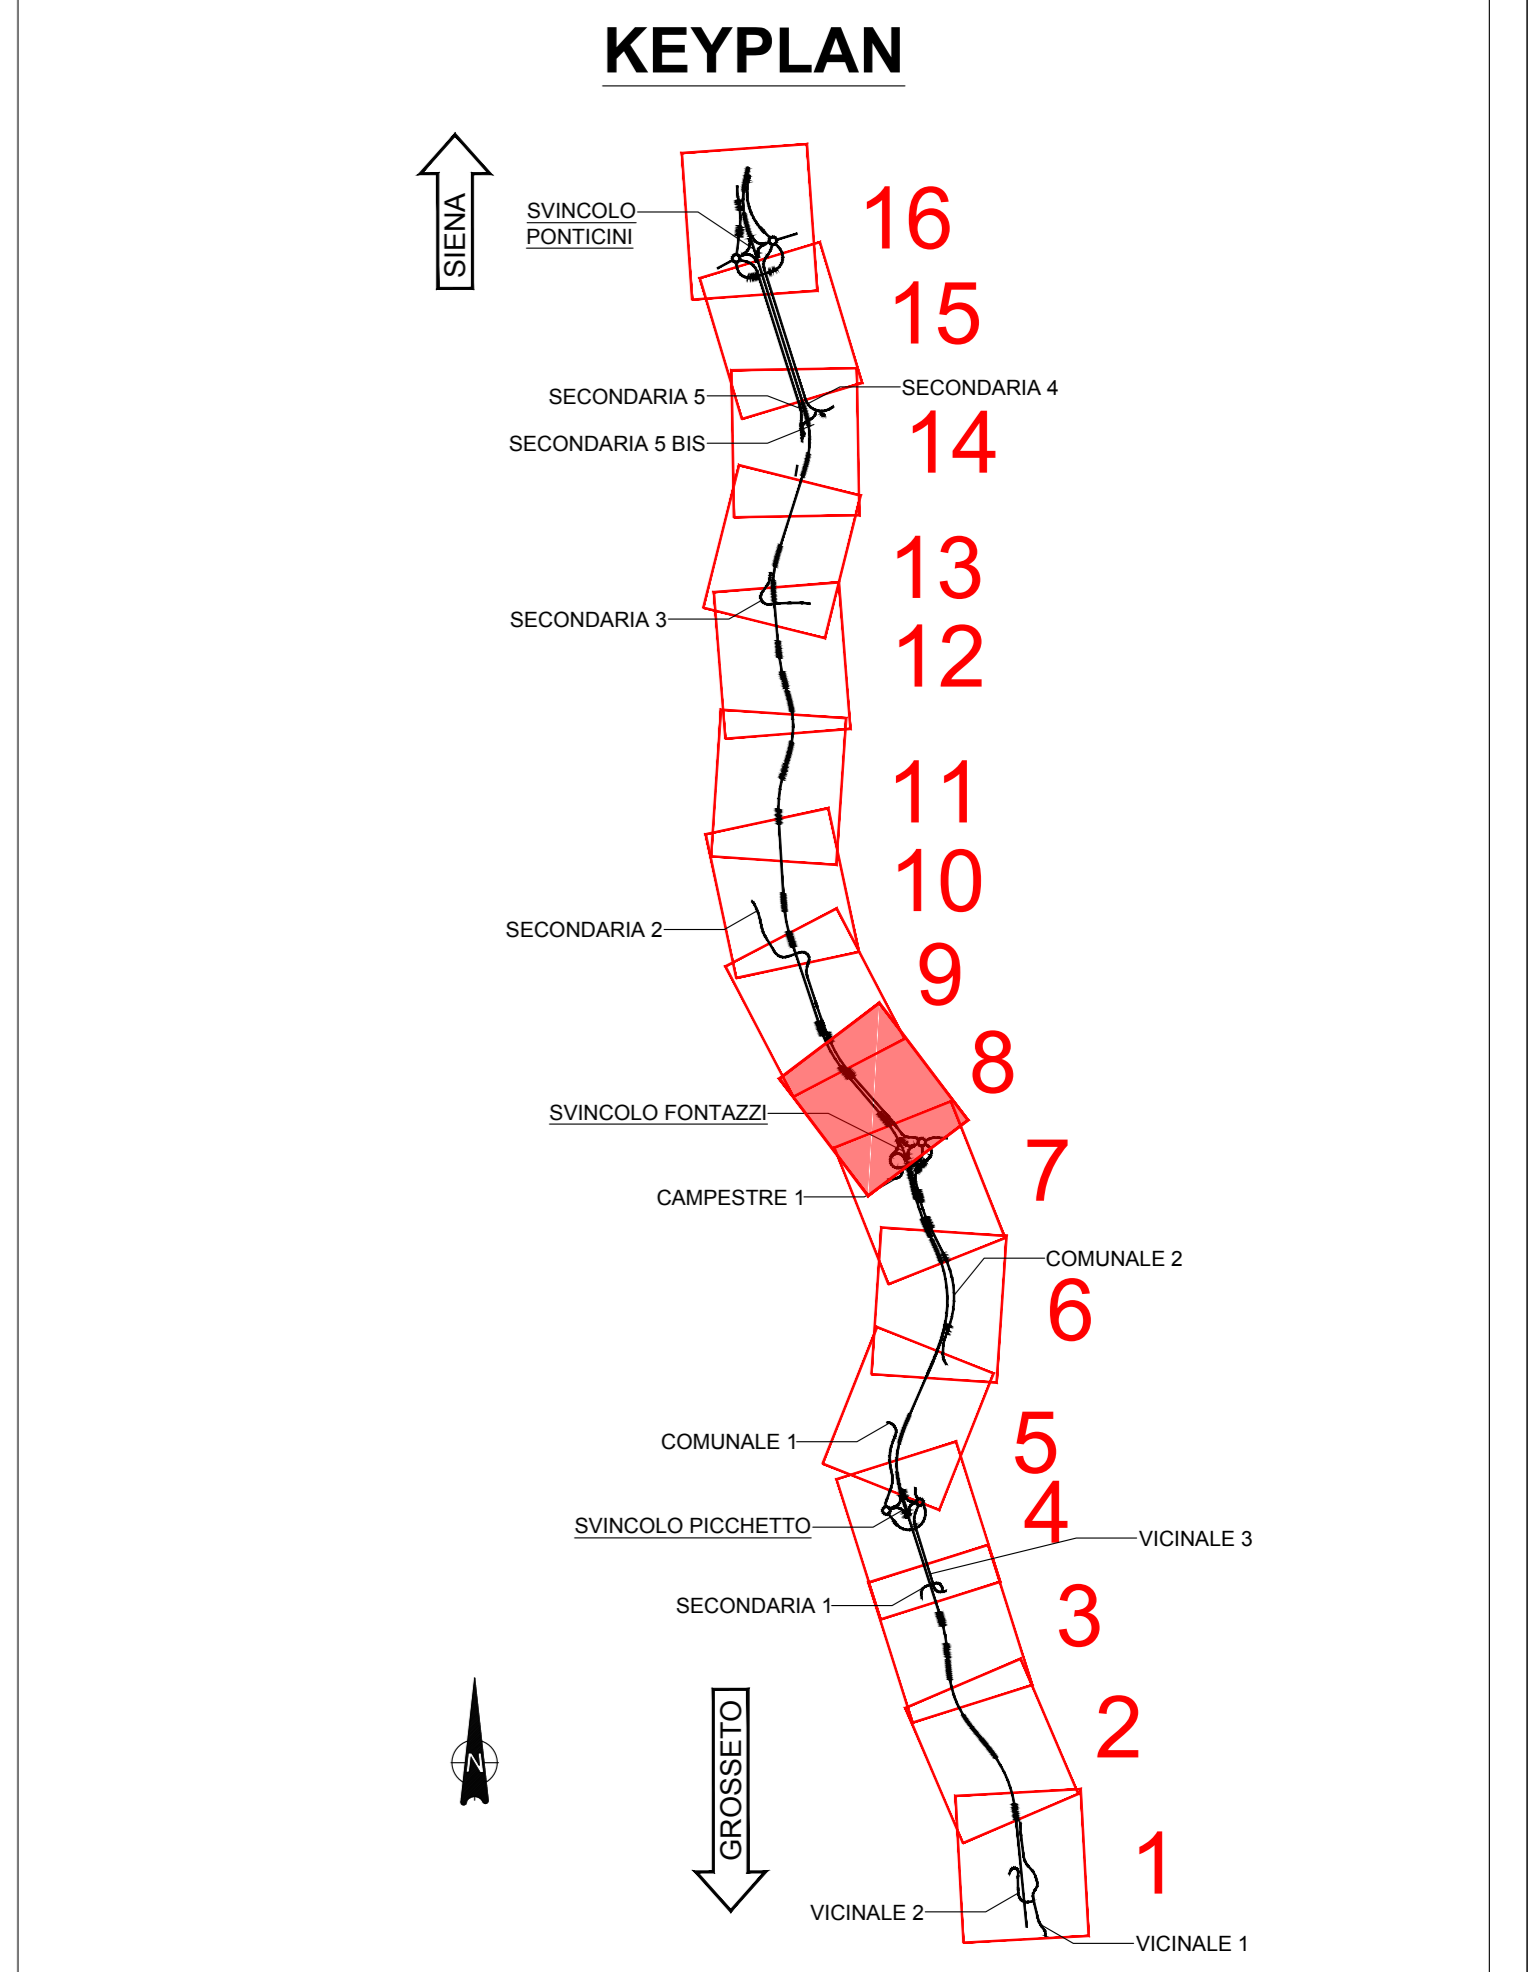 KEYPLAN
SIENA
SVINCOLO
PONTICINI
16
15
SECONDARIA 5
SECONDARIA 4
14
SECONDARIA 5 BIS
13
SECONDARIA 3
12
11
10
SECONDARIA 2
9
8
SVINCOLO FONTAZZI
7
CAMPESTRE 1
COMUNALE 2
6
COMUNALE 1
5
4
SVINCOLO PICCHETTO
VICINALE 3
SECONDARIA 1
3
2
N
GROSSETO
1
VICINALE 2
VICINALE 1